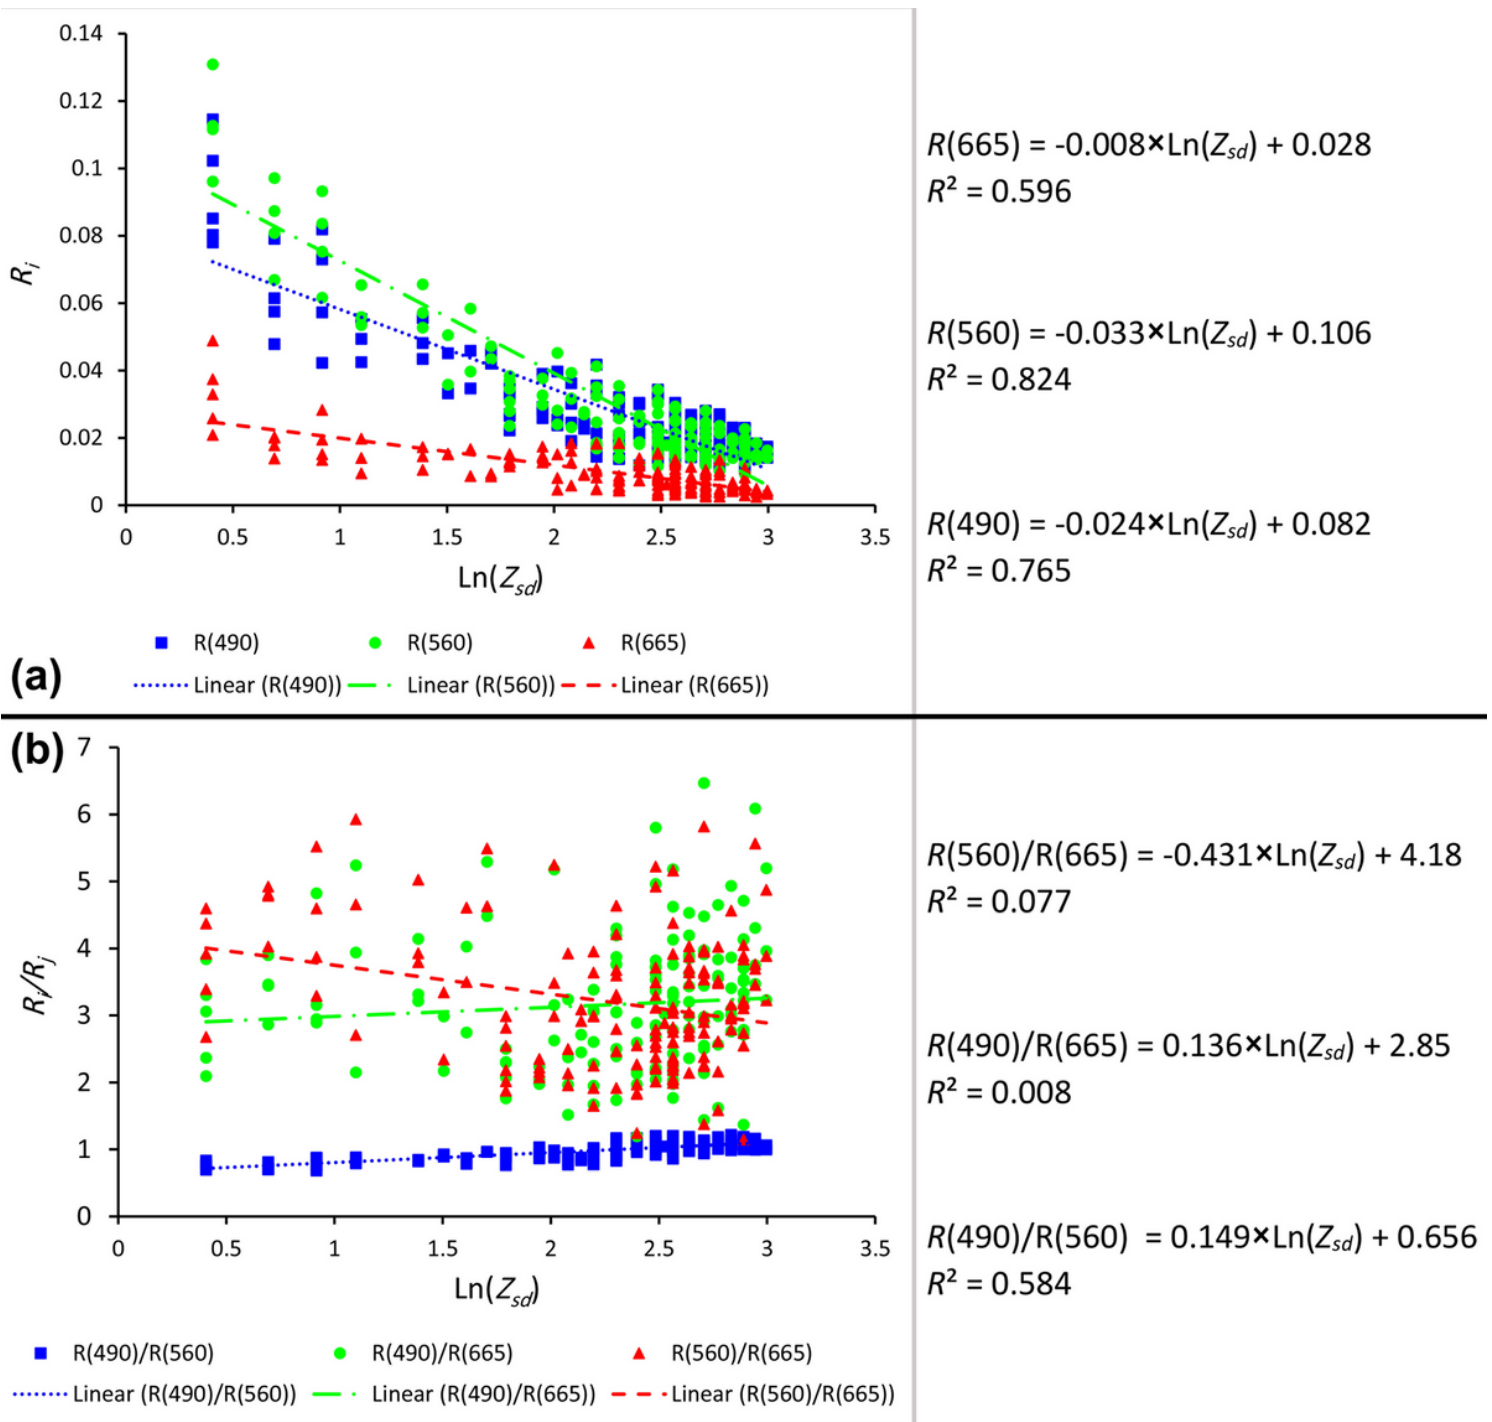 0.14
0.12
0.1
0.08
0.06
0.04
0.02
0
R_i
0 0.5 1 1.5 2 2.5 3 3.5
Ln(Z_sd)
R(490) R(560) R(665)
Linear (R(490)) Linear (R(560)) Linear (R(665))
(a)
R(665) = -0.008×Ln(Z_sd) + 0.028
R² = 0.596
R(560) = -0.033×Ln(Z_sd) + 0.106
R² = 0.824
R(490) = -0.024×Ln(Z_sd) + 0.082
R² = 0.765
(b)
7
6
5
4
3
2
1
0
R_i/R_j
0 0.5 1 1.5 2 2.5 3 3.5
Ln(Z_sd)
R(490)/R(560) R(490)/R(665) R(560)/R(665)
Linear (R(490)/R(560)) Linear (R(490)/R(665)) Linear (R(560)/R(665))
R(560)/R(665) = -0.431×Ln(Z_sd) + 4.18
R² = 0.077
R(490)/R(665) = 0.136×Ln(Z_sd) + 2.85
R² = 0.008
R(490)/R(560) = 0.149×Ln(Z_sd) + 0.656
R² = 0.584